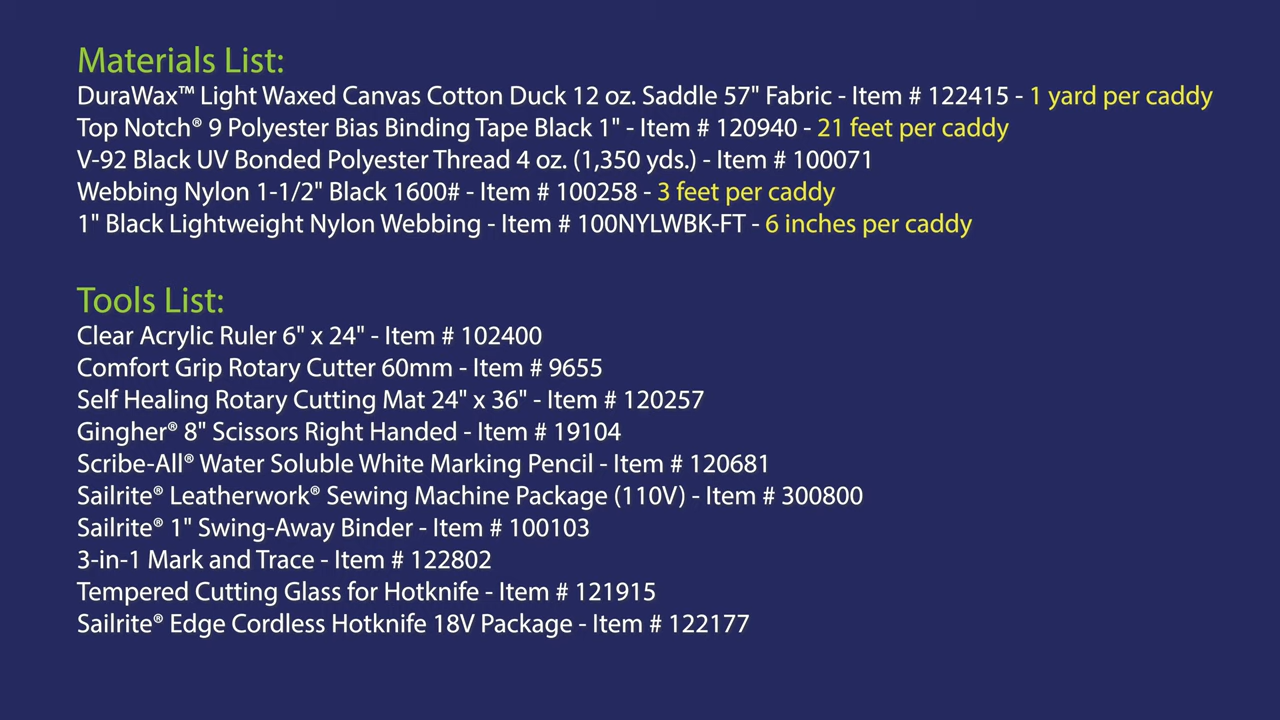 Materials List:
DuraWax™ Light Waxed Canvas Cotton Duck 12 oz. Saddle 57" Fabric - Item # 122415 - 1 yard per caddy
Top Notch® 9 Polyester Bias Binding Tape Black 1" - Item # 120940 - 21 feet per caddy
V-92 Black UV Bonded Polyester Thread 4 oz. (1,350 yds.) - Item # 100071
Webbing Nylon 1-1/2" Black 1600# - Item # 100258 - 3 feet per caddy
1" Black Lightweight Nylon Webbing - Item # 100NYLWBK-FT - 6 inches per caddy
Tools List:
Clear Acrylic Ruler 6" x 24" - Item # 102400
Comfort Grip Rotary Cutter 60mm - Item # 9655
Self Healing Rotary Cutting Mat 24" x 36" - Item # 120257
Gingher® 8" Scissors Right Handed - Item # 19104
Scribe-All® Water Soluble White Marking Pencil - Item # 120681
Sailrite® Leatherwork® Sewing Machine Package (110V) - Item # 300800
Sailrite® 1" Swing-Away Binder - Item # 100103
3-in-1 Mark and Trace - Item # 122802
Tempered Cutting Glass for Hotknife - Item # 121915
Sailrite® Edge Cordless Hotknife 18V Package - Item # 122177